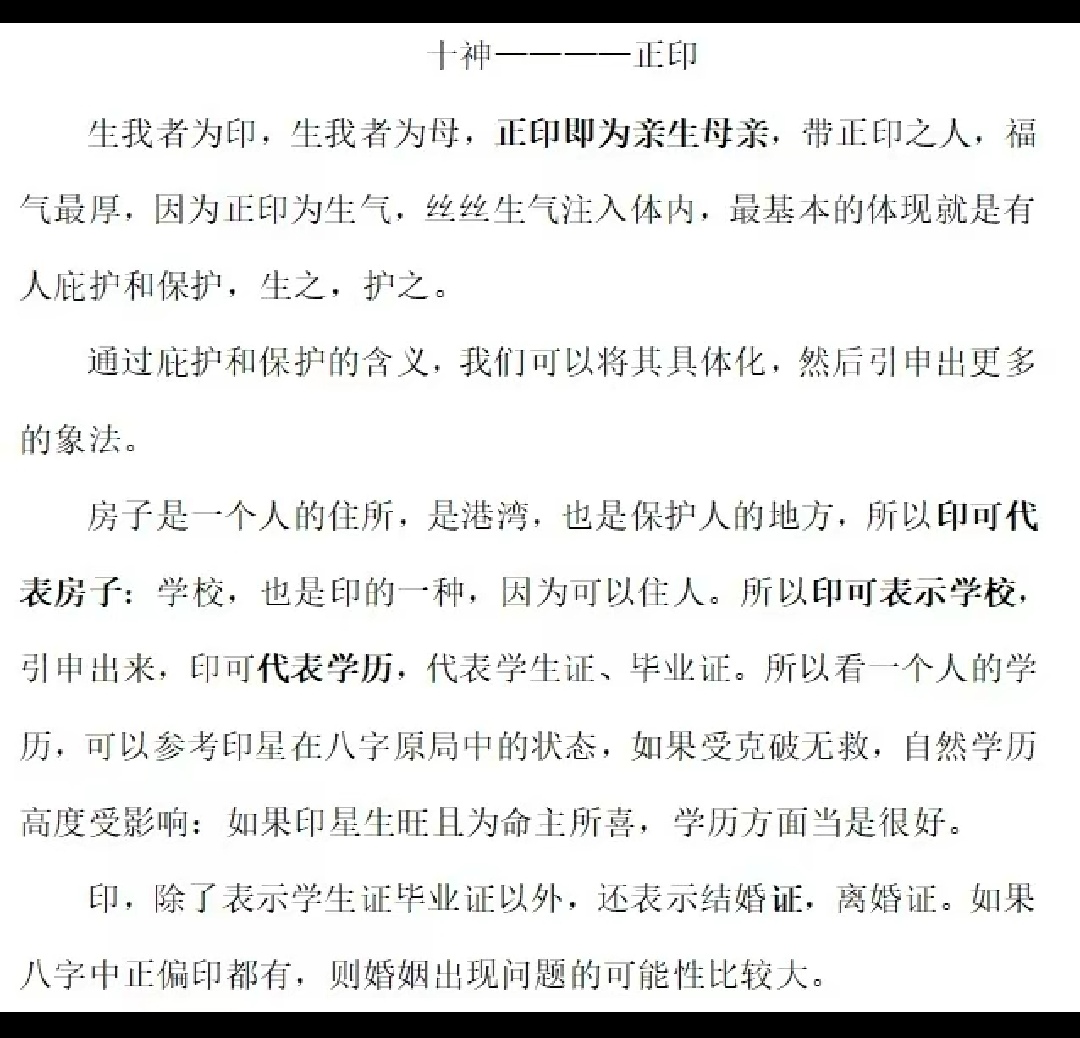 十神————正印
生我者为印，生我者为母，正印即为亲生母亲，带正印之人，福
气最厚，因为正印为生气，丝丝生气注入体内，最基本的体现就是有
人庇护和保护，生之，护之。
通过庇护和保护的含义，我们可以将其具体化，然后引申出更多
的象法。
房子是一个人的住所，是港湾，也是保护人的地方，所以印可代
表房子；学校，也是印的一种，因为可以住人。所以印可表示学校，
引申出来，印可代表学历，代表学生证、毕业证。所以看一个人的学
历，可以参考印星在八字原局中的状态，如果受克破无救，自然学历
高度受影响；如果印星生旺且为命主所喜，学历方面当是很好。
印，除了表示学生证毕业证以外，还表示结婚证，离婚证。如果
八字中正偏印都有，则婚姻出现问题的可能性比较大。